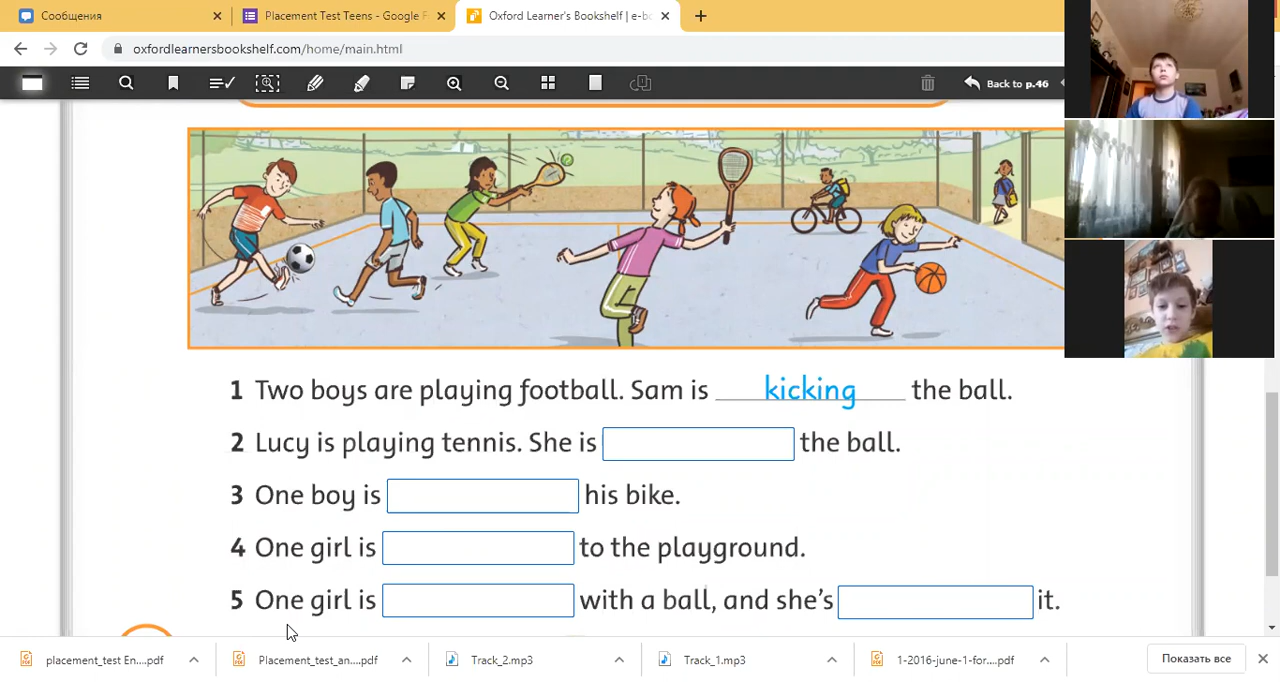 Сообщения
Placement Test Teens - Google F
Oxford Learner's Bookshelf | e-bo
oxfordlearnersbookshelf.com/home/main.html
Back to p.46
1 Two boys are playing football. Sam is kicking the ball.
2 Lucy is playing tennis. She is the ball.
3 One boy is his bike.
4 One girl is to the playground.
5 One girl is with a ball, and she's it.
placement_test En....pdf
Placement_test_an....pdf
Track_2.mp3
Track_1.mp3
1-2016-june-1-for....pdf
Показать все